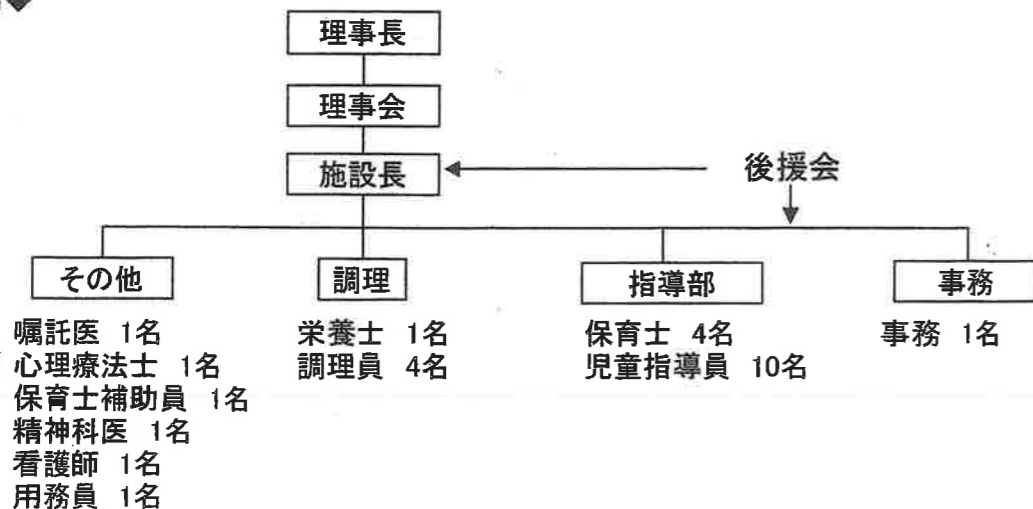 理事長
理事会
施設長
後援会
その他
調理
指導部
事務
嘱託医 1名
心理療法士 1名
保育士補助員 1名
精神科医 1名
看護師 1名
用務員 1名
栄養士 1名
調理員 4名
保育士 4名
児童指導員 10名
事務 1名